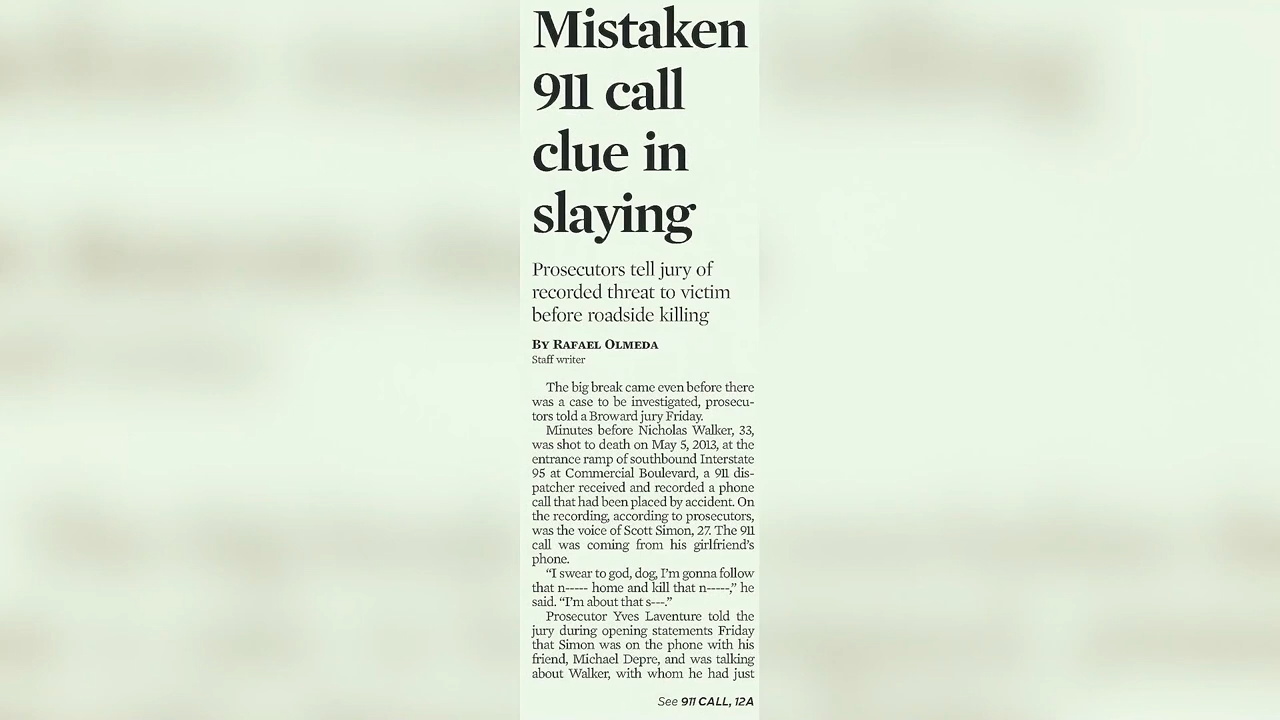 Mistaken
911 call
clue in
slaying
Prosecutors tell jury of
recorded threat to victim
before roadside killing
By Rafael Olmeda
Staff writer
The big break came even before there
was a case to be investigated, prosecu-
tors told a Broward jury Friday.
Minutes before Nicholas Walker, 33,
was shot to death on May 5, 2013, at the
entrance ramp of southbound Interstate
95 at Commercial Boulevard, a 911 dis-
patcher received and recorded a phone
call that had been placed by accident. On
the recording, according to prosecutors,
was the voice of Scott Simon, 27. The 911
call was coming from his girlfriend's
phone.
“I swear to god, dog, I'm gonna follow
that n----- home and kill that n-----,” he
said. “I'm about that s---.”
Prosecutor Yves Laventure told the
jury during opening statements Friday
that Simon was on the phone with his
friend, Michael Depre, and was talking
about Walker, with whom he had just
See 911 CALL, 12A